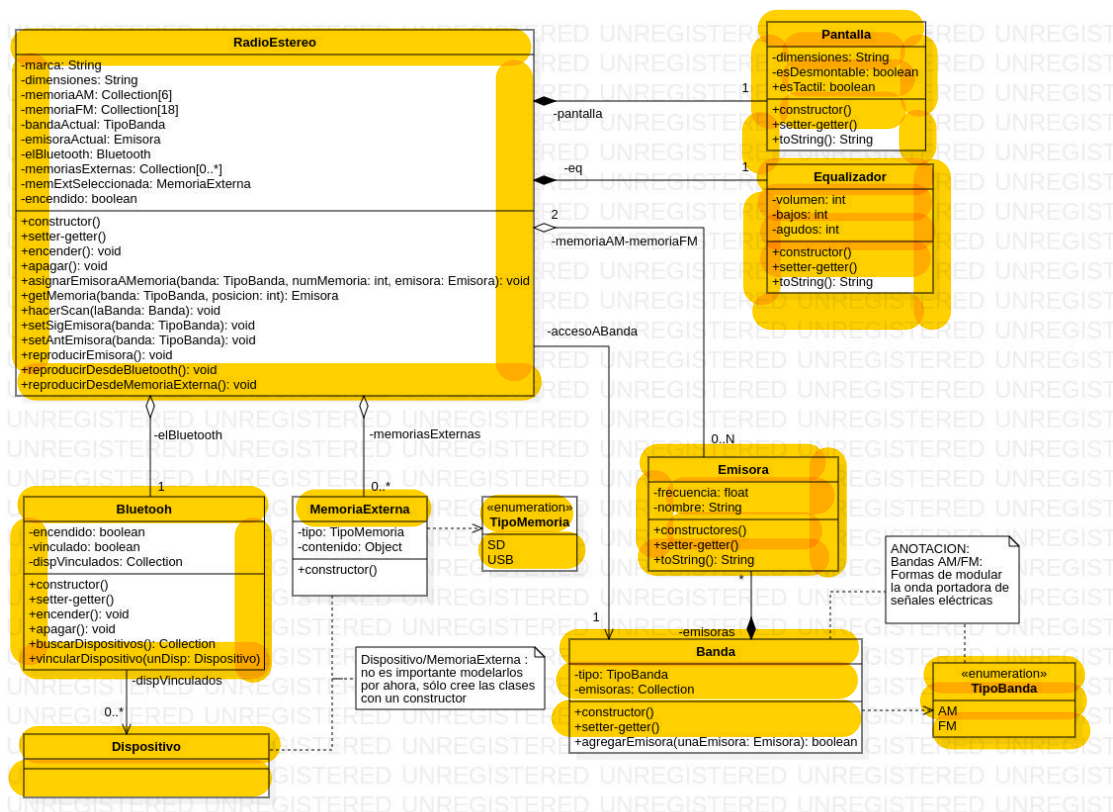 RadioEstereo
-marca: String
-dimensiones: String
-memoriaAM: Collection[6]
-memoriaFM: Collection[18]
-bandaActual: TipoBanda
-emisoraActual: Emisora
-elBluetooth: Bluetooth
-memoriasExternas: Collection[0..*]
-memExtSeleccionada: MemoriaExterna
-encendido: boolean
+constructor()
+setter-getter()
+encender(): void
+apagar(): void
+asignarEmisoraAMemoria(banda: TipoBanda, numMemoria: int, emisora: Emisora): void
+getMemoria(banda: TipoBanda, posicion: int): Emisora
+hacerScan(laBanda: Banda): void
+setSigEmisora(banda: TipoBanda): void
+setAntEmisora(banda: TipoBanda): void
+reproducirEmisora(): void
+reproducirDesdeBluetooth(): void
+reproducirDesdeMemoriaExterna(): void
1
-pantalla
-eq
1
2
-memoriaAM-memoriaFM
-accesoABanda
Pantalla
-dimensiones: String
-esDesmontable: boolean
+esTactil: boolean
+constructor()
+setter-getter()
+toString(): String
Equalizador
-volumen: int
-bajos: int
-agudos: int
+constructor()
+setter-getter()
+toString(): String
-elBluetooth
1
-memoriasExternas
0..*
0..N
Bluetooh
-encendido: boolean
-vinculado: boolean
-dispVinculados: Collection
+constructor()
+setter-getter()
+encender(): void
+apagar(): void
+buscarDispositivos(): Collection
+vincularDispositivo(unDisp: Dispositivo)
MemoriaExterna
-tipo: TipoMemoria
-contenido: Object
+constructor()
«enumeration»
TipoMemoria
SD
USB
Emisora
-frecuencia: float
-nombre: String
+constructores()
+setter-getter()
+toString(): String
ANOTACION:
Bandas AM/FM:
Formas de modular
la onda portadora de
señales eléctricas
*
1
-emisoras
Banda
-tipo: TipoBanda
-emisoras: Collection
+constructor()
+setter-getter()
+agregarEmisora(unaEmisora: Emisora): boolean
«enumeration»
TipoBanda
AM
FM
Dispositivo/MemoriaExterna :
no es importante modelarlos
por ahora, sólo cree las clases
con un constructor
-dispVinculados
0..*
Dispositivo
UNREGISTERED UNREGISTERED UNREGISTERED UNREGISTERED